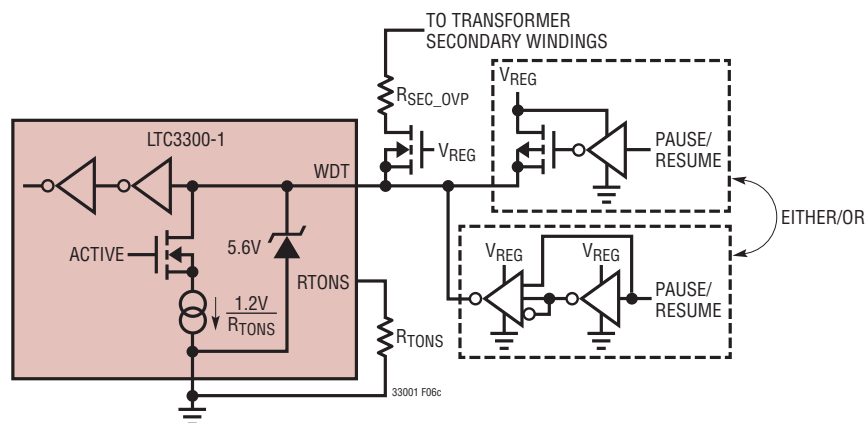 TO TRANSFORMER
SECONDARY WINDINGS
RSEC_OVP
VREG
VREG
PAUSE/
RESUME
LTC3300-1
WDT
EITHER/OR
ACTIVE
5.6V
RTONS
1.2V
RTONS
RTONS
VREG
VREG
PAUSE/
RESUME
33001 F06c